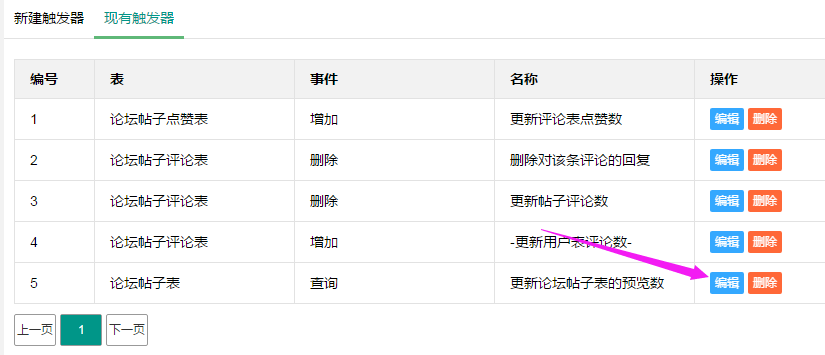 新建触发器 现有触发器
编号 表 事件 名称 操作
1 论坛帖子点赞表 增加 更新评论表点赞数 编辑 删除
2 论坛帖子评论表 删除 删除对该条评论的回复 编辑 删除
3 论坛帖子评论表 删除 更新帖子评论数 编辑 删除
4 论坛帖子评论表 增加 -更新用户表评论数- 编辑 删除
5 论坛帖子表 查询 更新论坛帖子表的预览数 编辑 删除
上一页 1 下一页